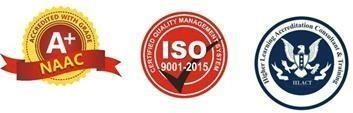 ACCREDITED WITH GRADE
A+
NAAC
CERTIFIED QUALITY MANAGEMENT SYSTEM
ISO
9001-2015
Higher Learning Accreditation Consultant & Training
HLACT